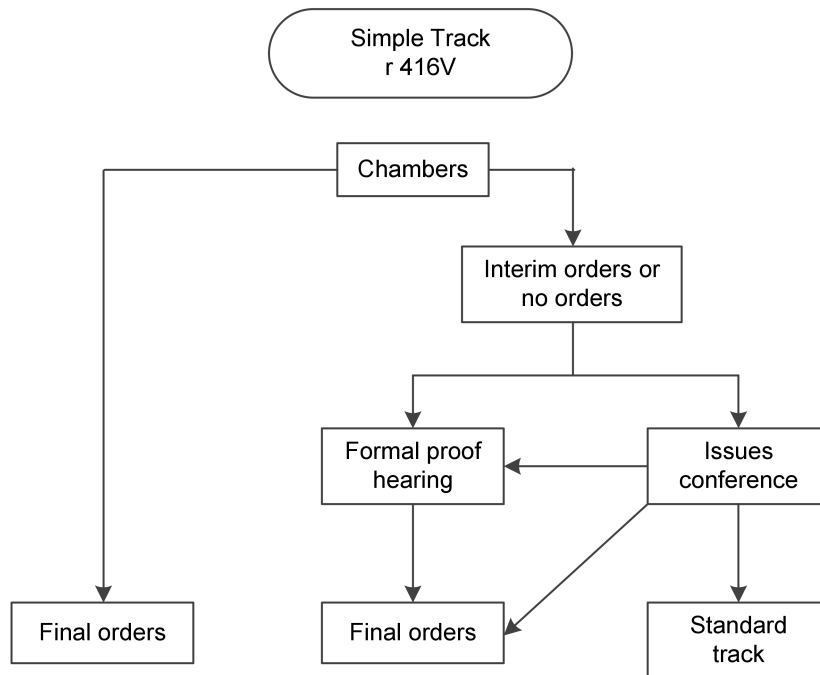 Simple Track
r 416V
Chambers
Interim orders or
no orders
Formal proof
hearing
Issues
conference
Final orders
Final orders
Standard
track